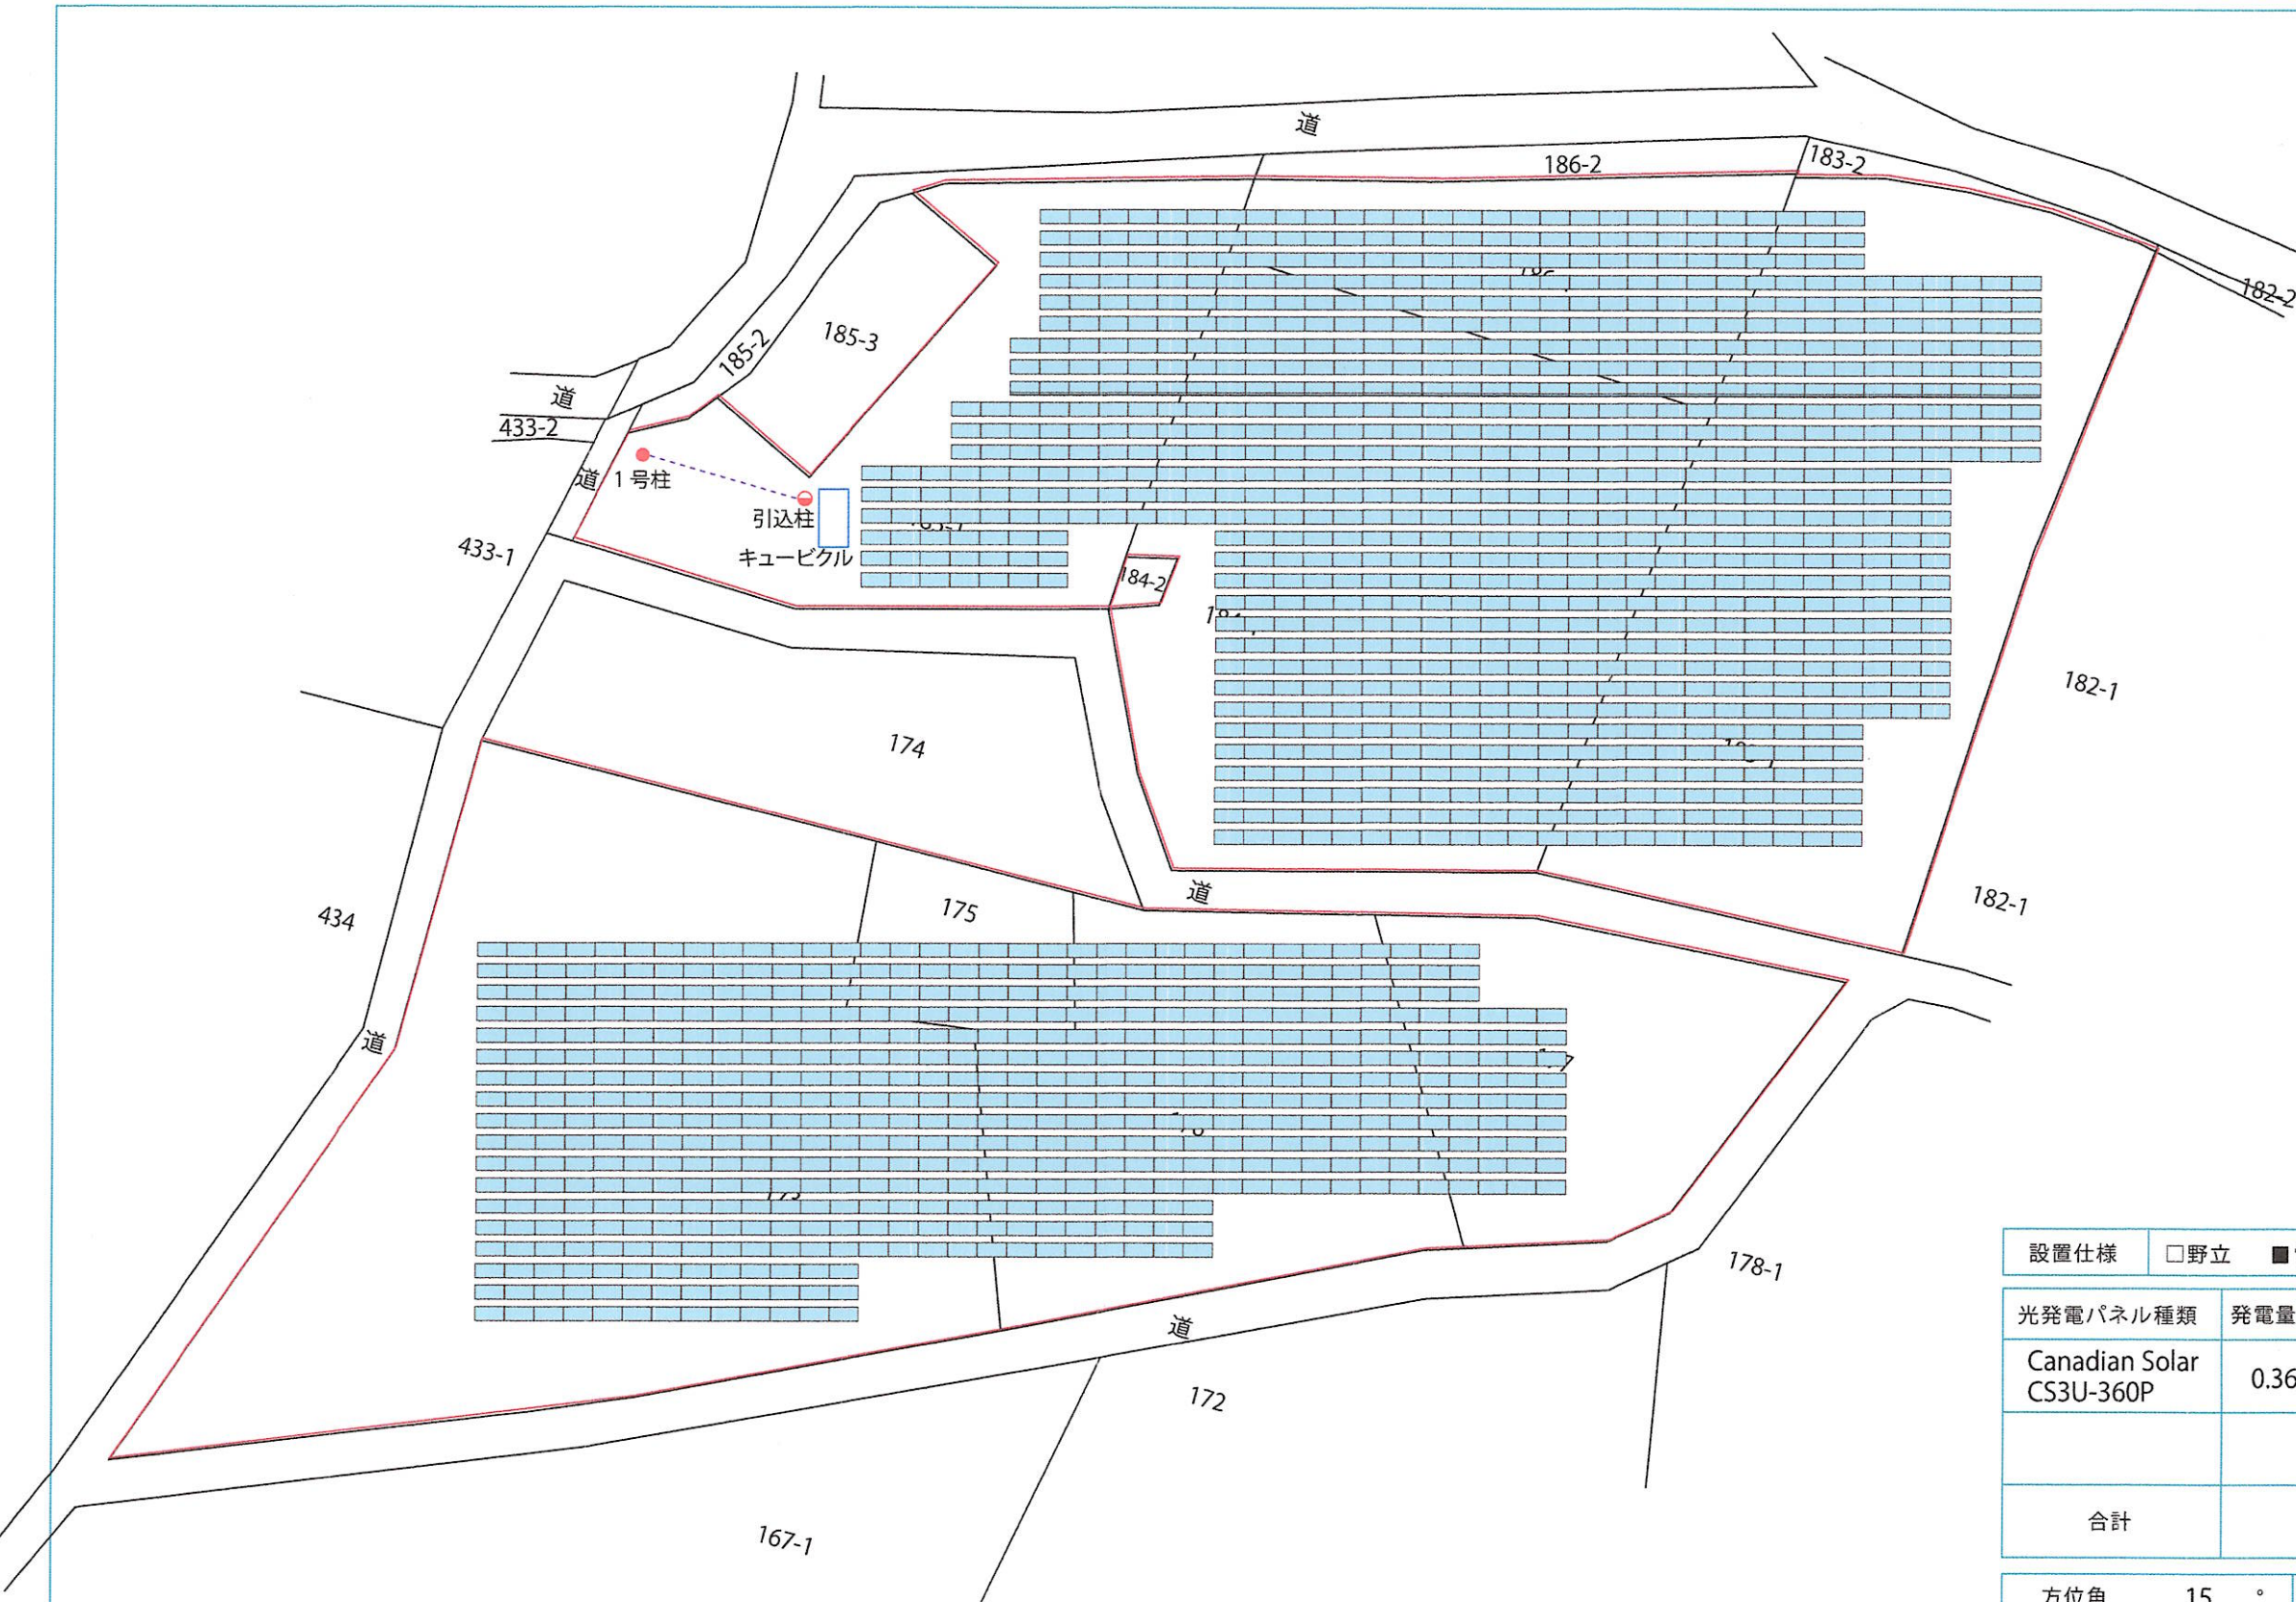 道
186-2
183-2
182-2
185-3
185-2
道
433-2
道
1号柱
引込柱
キュービクル
433-1
184-2
182-1
174
182-1
175
434
道
道
178-1
道
172
167-1
設置仕様 □野立 ■
光発電パネル種類 発電量
Canadian Solar
CS3U-360P
0.36
合計
方位角 15 °